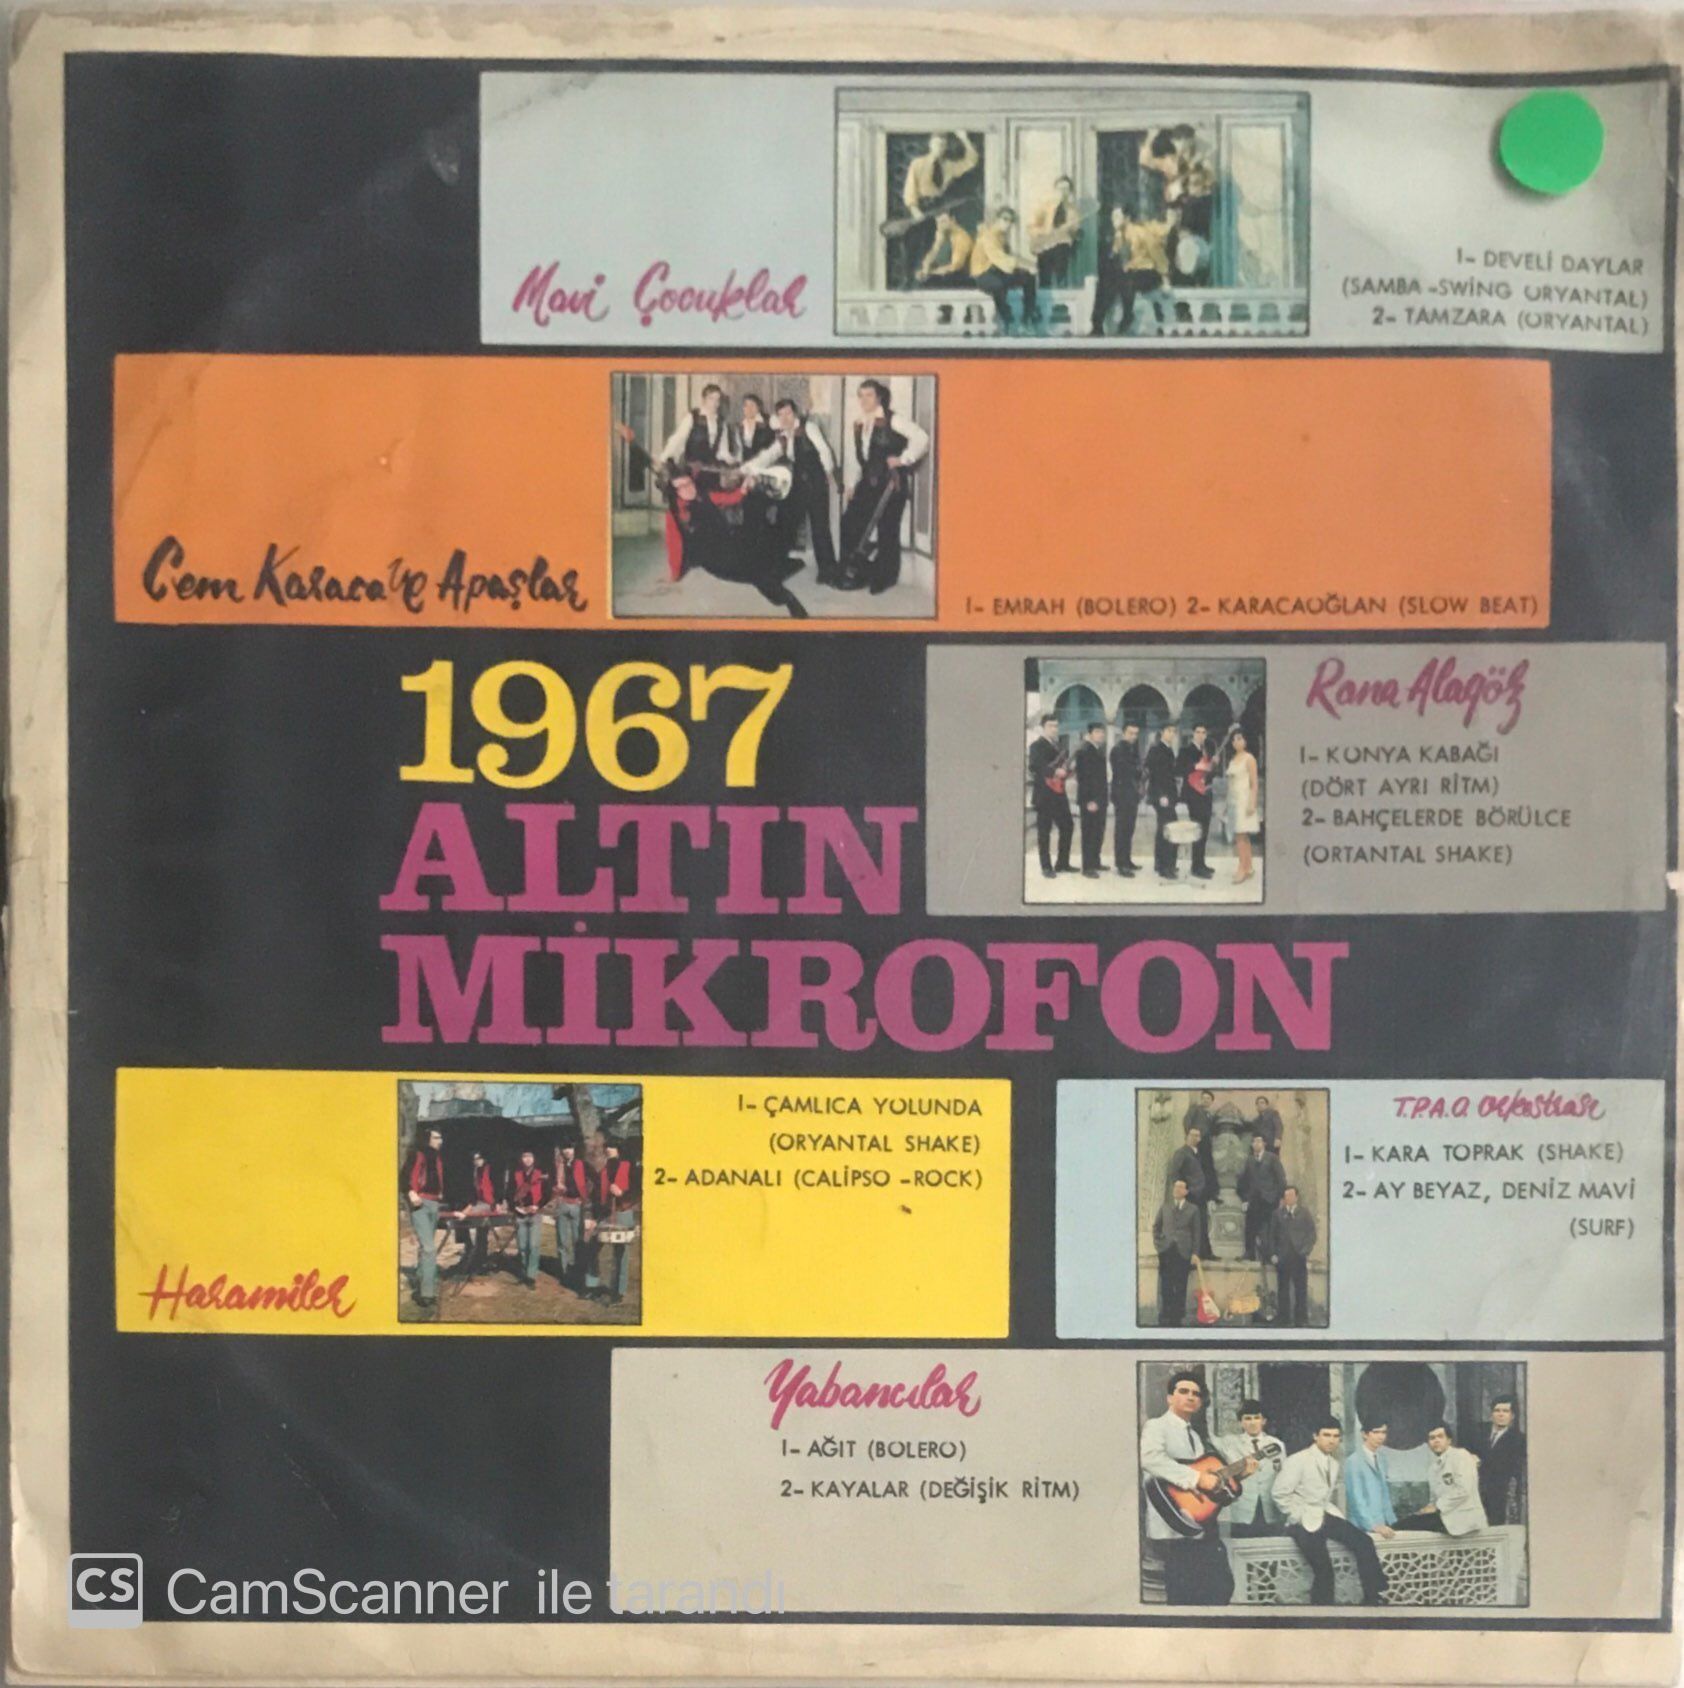 Mavi Çocuklar
1- DEVELİ DAYLAR
(SAMBA -SWİNG ORYANTAL)
2- TAMZARA (ORYANTAL)
Cem Karaca ve Apaşlar
1- EMRAH (BOLERO) 2- KARACAOĞLAN (SLOW BEAT)
1967
ALTIN
MİKROFON
Rana Alagöz
1- KONYA KABAĞI
(DÖRT AYRI RİTM)
2- BAHÇELERDE BÖRÜLCE
(ORTANTAL SHAKE)
Haramiler
1- ÇAMLICA YOLUNDA
(ORYANTAL SHAKE)
2- ADANALI (CALİPSO -ROCK)
T.P.A.O. Orkestrası
1- KARA TOPRAK (SHAKE)
2- AY BEYAZ, DENİZ MAVİ
(SURF)
Yabancılar
1- AĞIT (BOLERO)
2- KAYALAR (DEĞİŞİK RİTM)
CS CamScanner ile tarandı